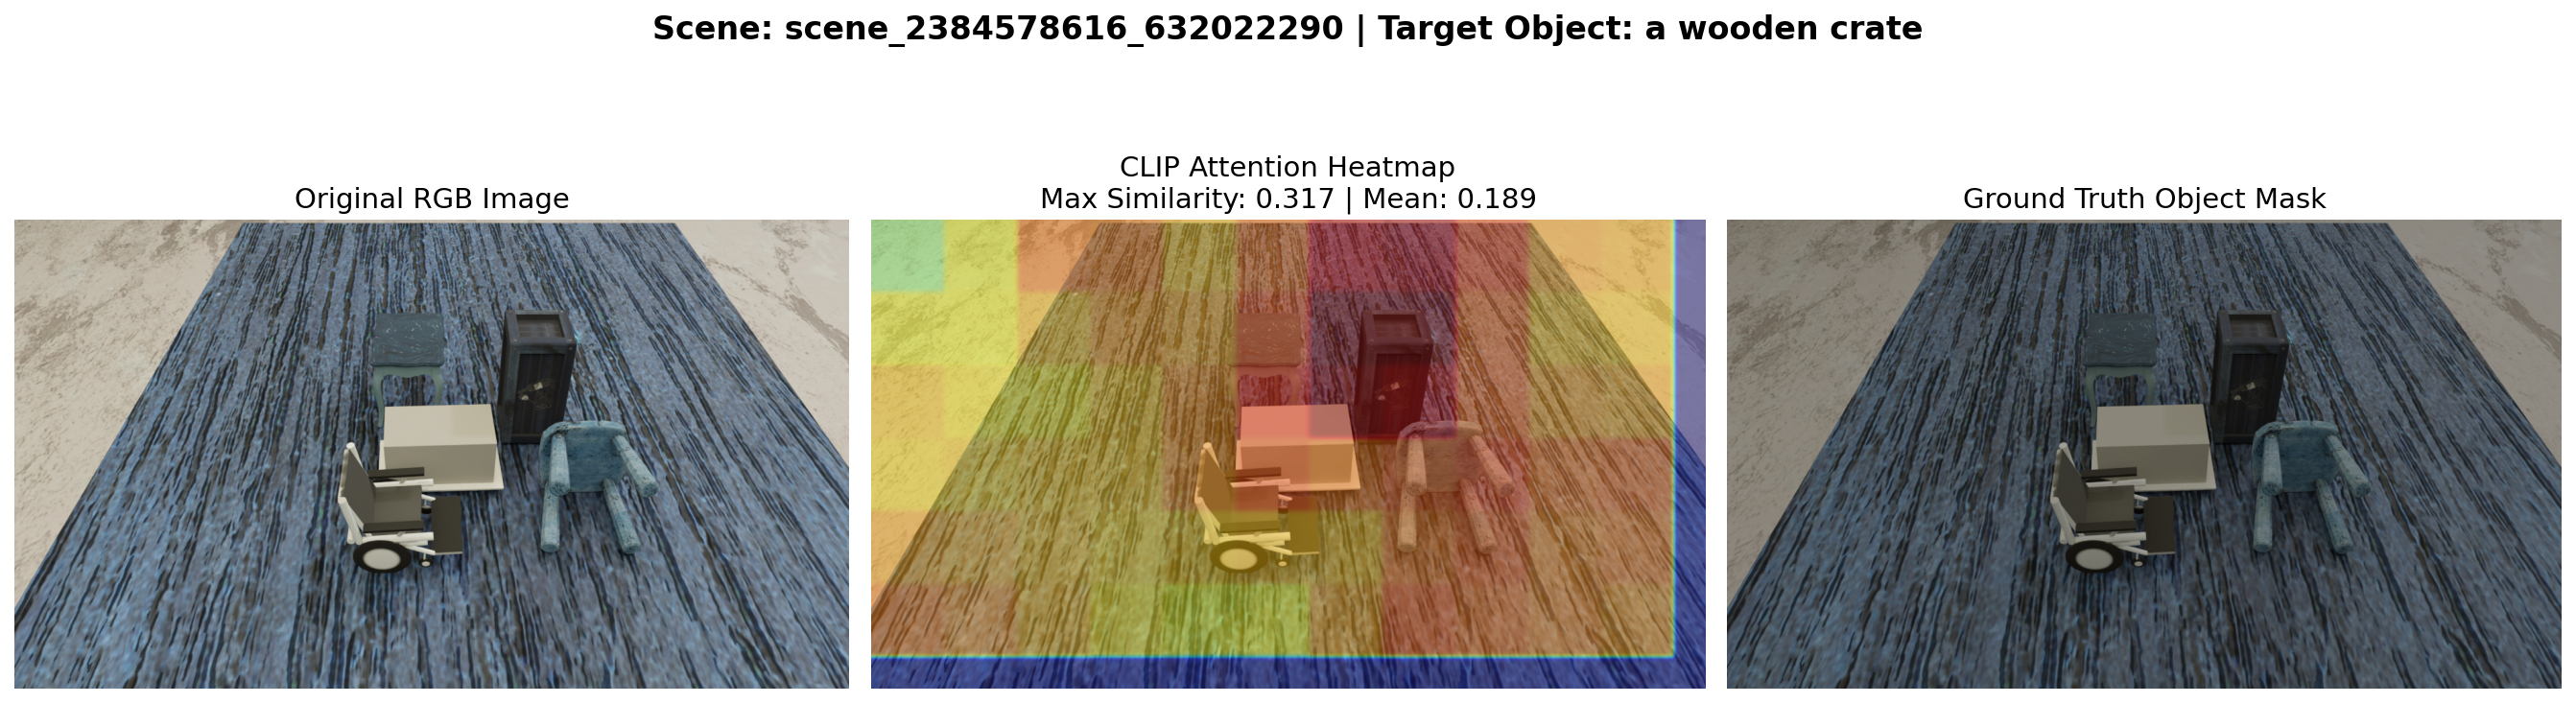 Scene: scene_2384578616_632022290 | Target Object: a wooden crate
Original RGB Image
CLIP Attention Heatmap
Max Similarity: 0.317 | Mean: 0.189
Ground Truth Object Mask